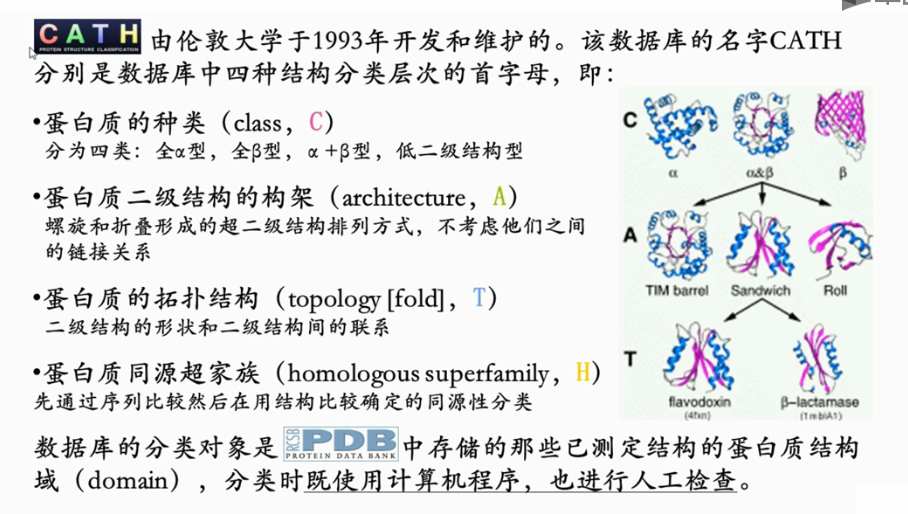 CATH 由伦敦大学于1993年开发和维护的。该数据库的名字CATH
PROTEIN STRUCTURE CLASSIFICATION
分别是数据库中四种结构分类层次的首字母，即：
•蛋白质的种类（class，C）
分为四类：全α型，全β型，α+β型，低二级结构型
•蛋白质二级结构的构架（architecture，A）
螺旋和折叠形成的超二级结构排列方式，不考虑他们之间
的链接关系
•蛋白质的拓扑结构（topology [fold]，T）
二级结构的形状和二级结构间的联系
•蛋白质同源超家族（homologous superfamily，H）
先通过序列比较然后在用结构比较确定的同源性分类
C
α α&β β
A
TIM barrel Sandwich Roll
T
flavodoxin β-lactamase
(4fxn) (1mblA1)
数据库的分类对象是 RCSB PDB 中存储的那些已测定结构的蛋白质结构
PROTEIN DATA BANK
域（domain），分类时既使用计算机程序，也进行人工检查。